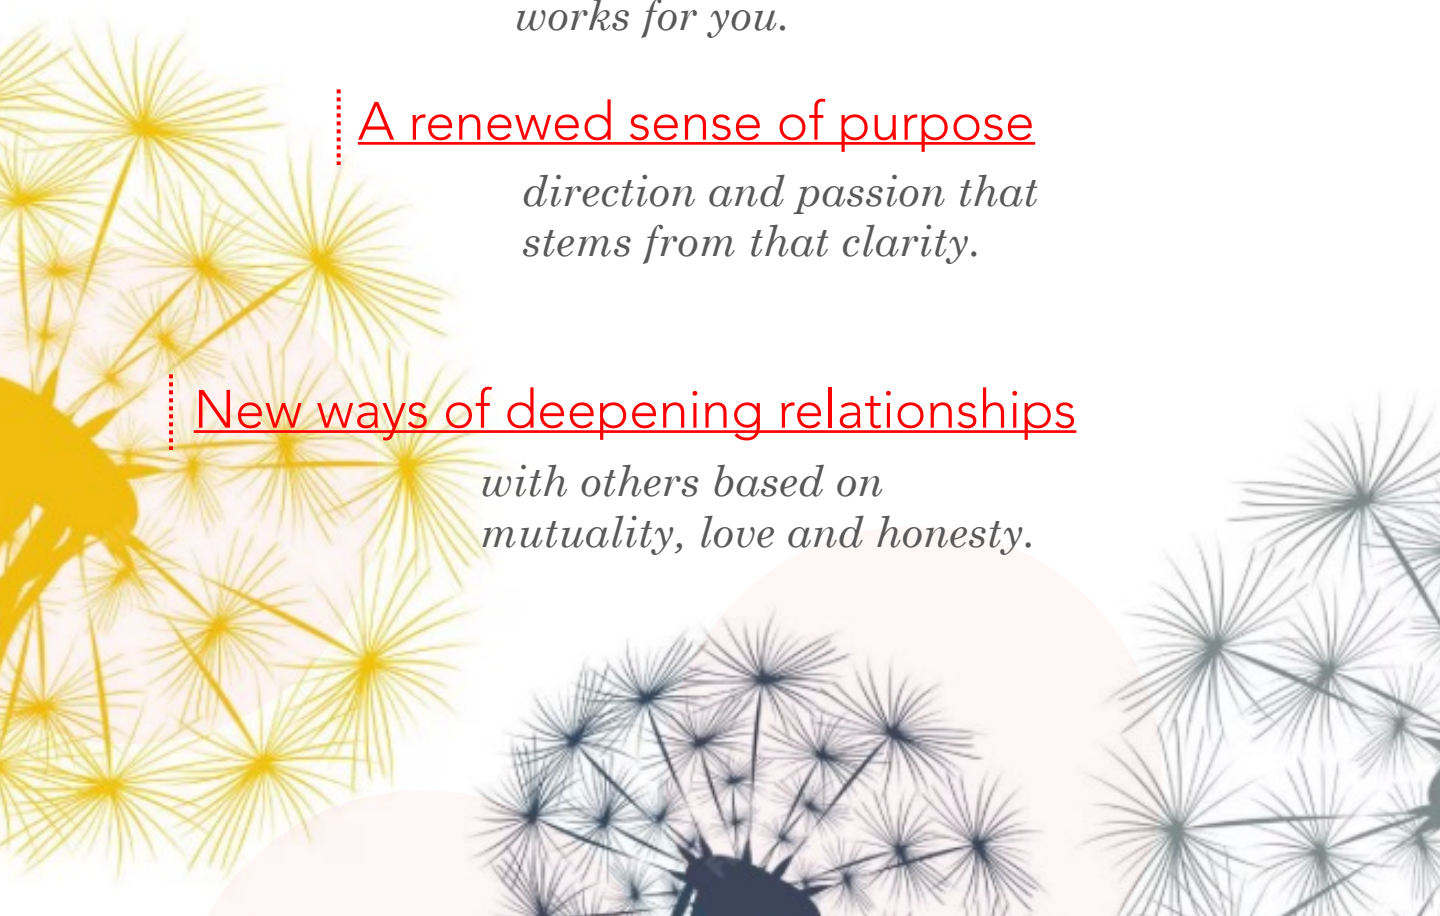 works for you.
A renewed sense of purpose
direction and passion that
stems from that clarity.
New ways of deepening relationships
with others based on
mutuality, love and honesty.